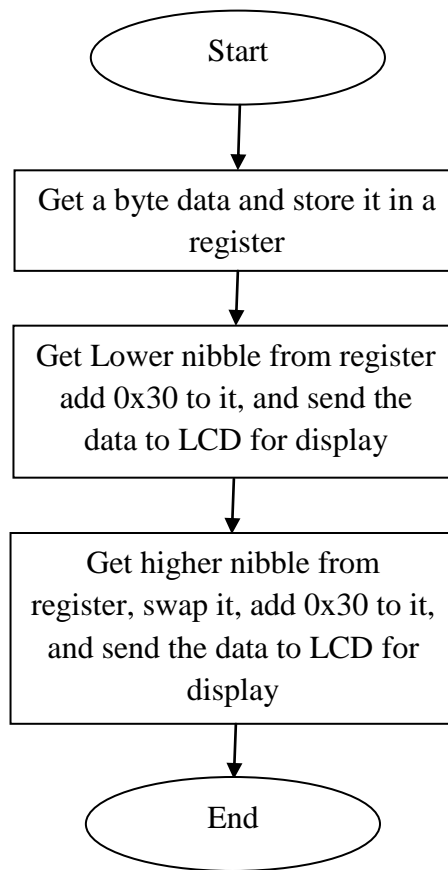 Start
Get a byte data and store it in a
register
Get Lower nibble from register
add 0x30 to it, and send the
data to LCD for display
Get higher nibble from
register, swap it, add 0x30 to it,
and send the data to LCD for
display
End